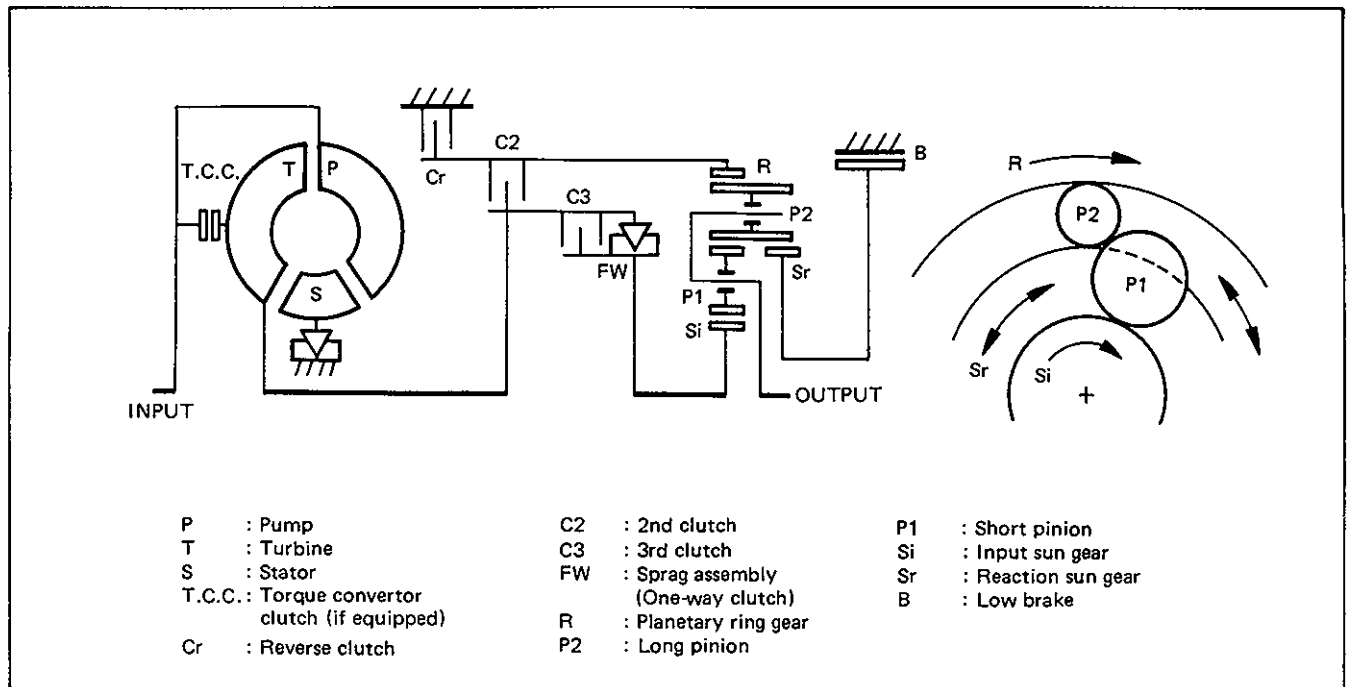 T.C.C.
T
P
S
INPUT
Cr
C2
C3
FW
R
P2
P1
Si
Sr
B
OUTPUT
R
P2
P1
Sr
Si
P : Pump
T : Turbine
S : Stator
T.C.C. : Torque convertor
clutch (if equipped)
Cr : Reverse clutch
C2 : 2nd clutch
C3 : 3rd clutch
FW : Sprag assembly
(One-way clutch)
R : Planetary ring gear
P2 : Long pinion
P1 : Short pinion
Si : Input sun gear
Sr : Reaction sun gear
B : Low brake